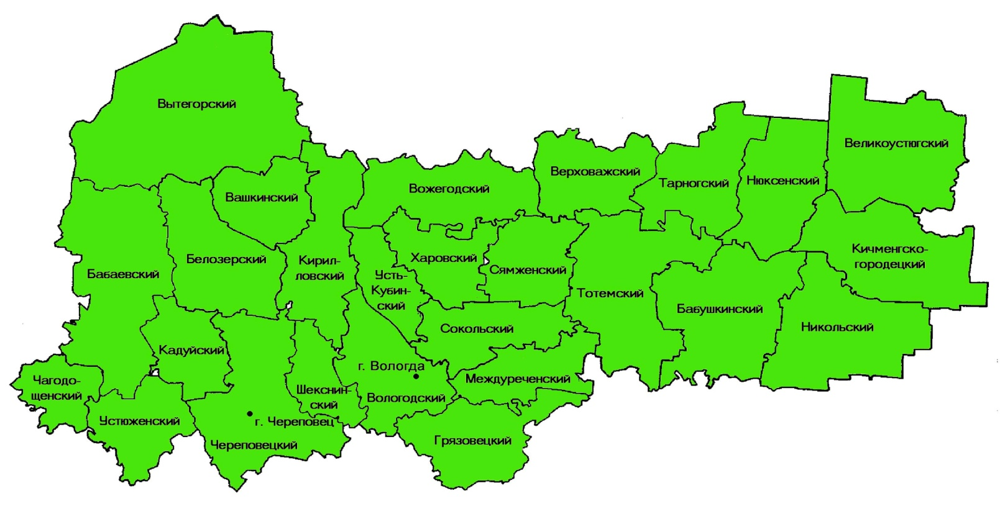 Вытегорский
Великоустюгский
Верховажский
Нюксенский
Тарногский
Вожегодский
Вашкинский
Кичменгско-
городецкий
Белозерский
Кирил-
ловский
Харовский
Сямженский
Бабаевский
Усть-
Кубин-
ский
Тотемский
Бабушкинский
Никольский
Сокольский
Кадуйский
г. Вологда
Междуреченский
Чагодо-
щенский
Шекснин-
ский
Вологодский
Устюженский
г. Череповец
Череповецкий
Грязовецкий